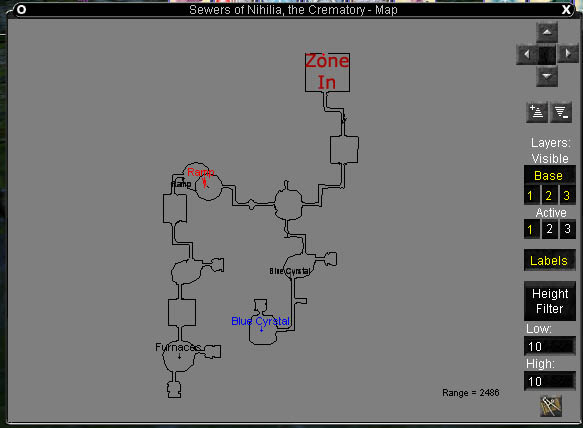 Sewers of Nihilia, the Crematory - Map
X
Zone
In
Ramp
Ramp
Blue Cyrstal
Blue Cyrstal
Furnaces
Range = 2486
Layers:
Visible
Base
1 2 3
Active
1 2 3
Labels
Height
Filter
Low:
10
High:
10